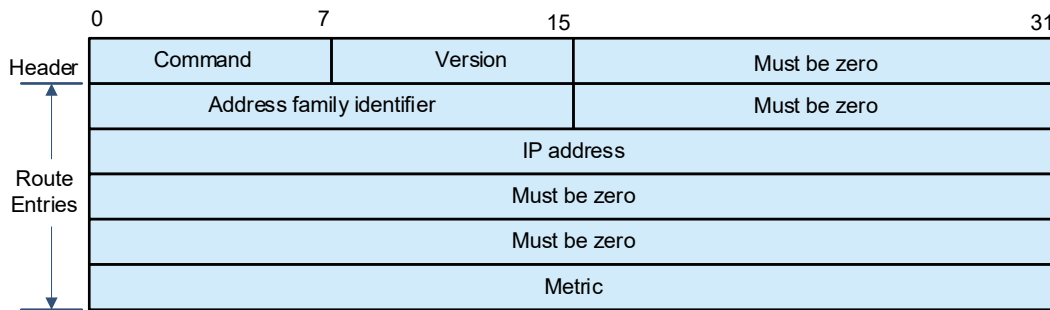 0 7 15 31
Header Command Version Must be zero
Address family identifier Must be zero
IP address
Route
Entries
Must be zero
Must be zero
Metric